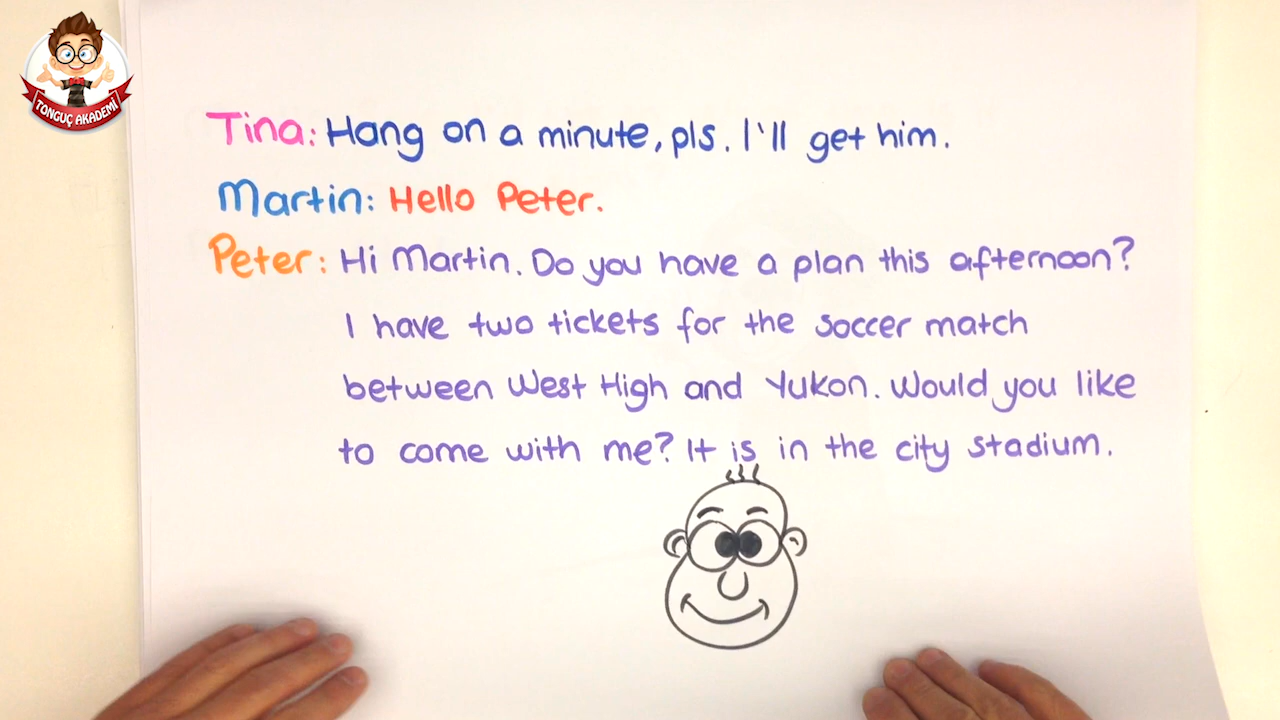 TONGUÇ AKADEMİ
Tina: Hang on a minute, pls. I'll get him.
Martin: Hello Peter.
Peter: Hi Martin. Do you have a plan this afternoon?
I have two tickets for the soccer match
between West High and Yukon. Would you like
to come with me? It is in the city stadium.